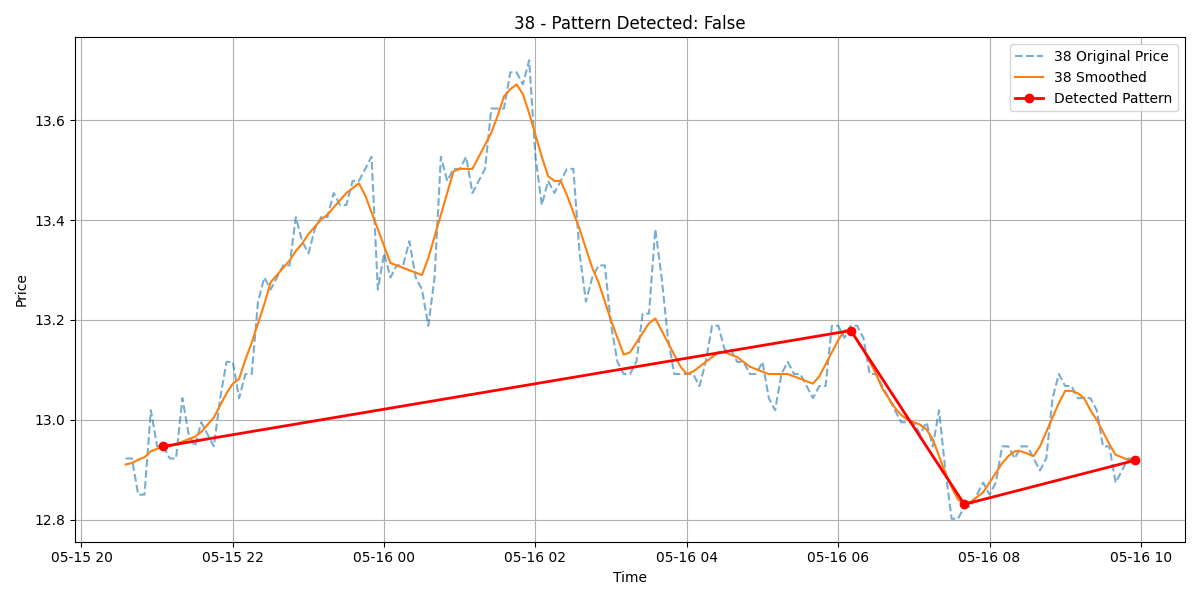 38 - Pattern Detected: False
38 Original Price
38 Smoothed
Detected Pattern
Price
13.6
13.4
13.2
13.0
12.8
05-15 20
05-15 22
05-16 00
05-16 02
05-16 04
05-16 06
05-16 08
05-16 10
Time